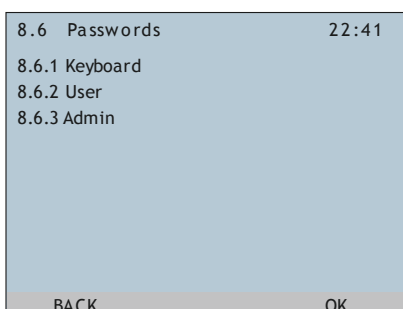 8.6 Passwords 22:41
8.6.1 Keyboard
8.6.2 User
8.6.3 Admin
BACK OK